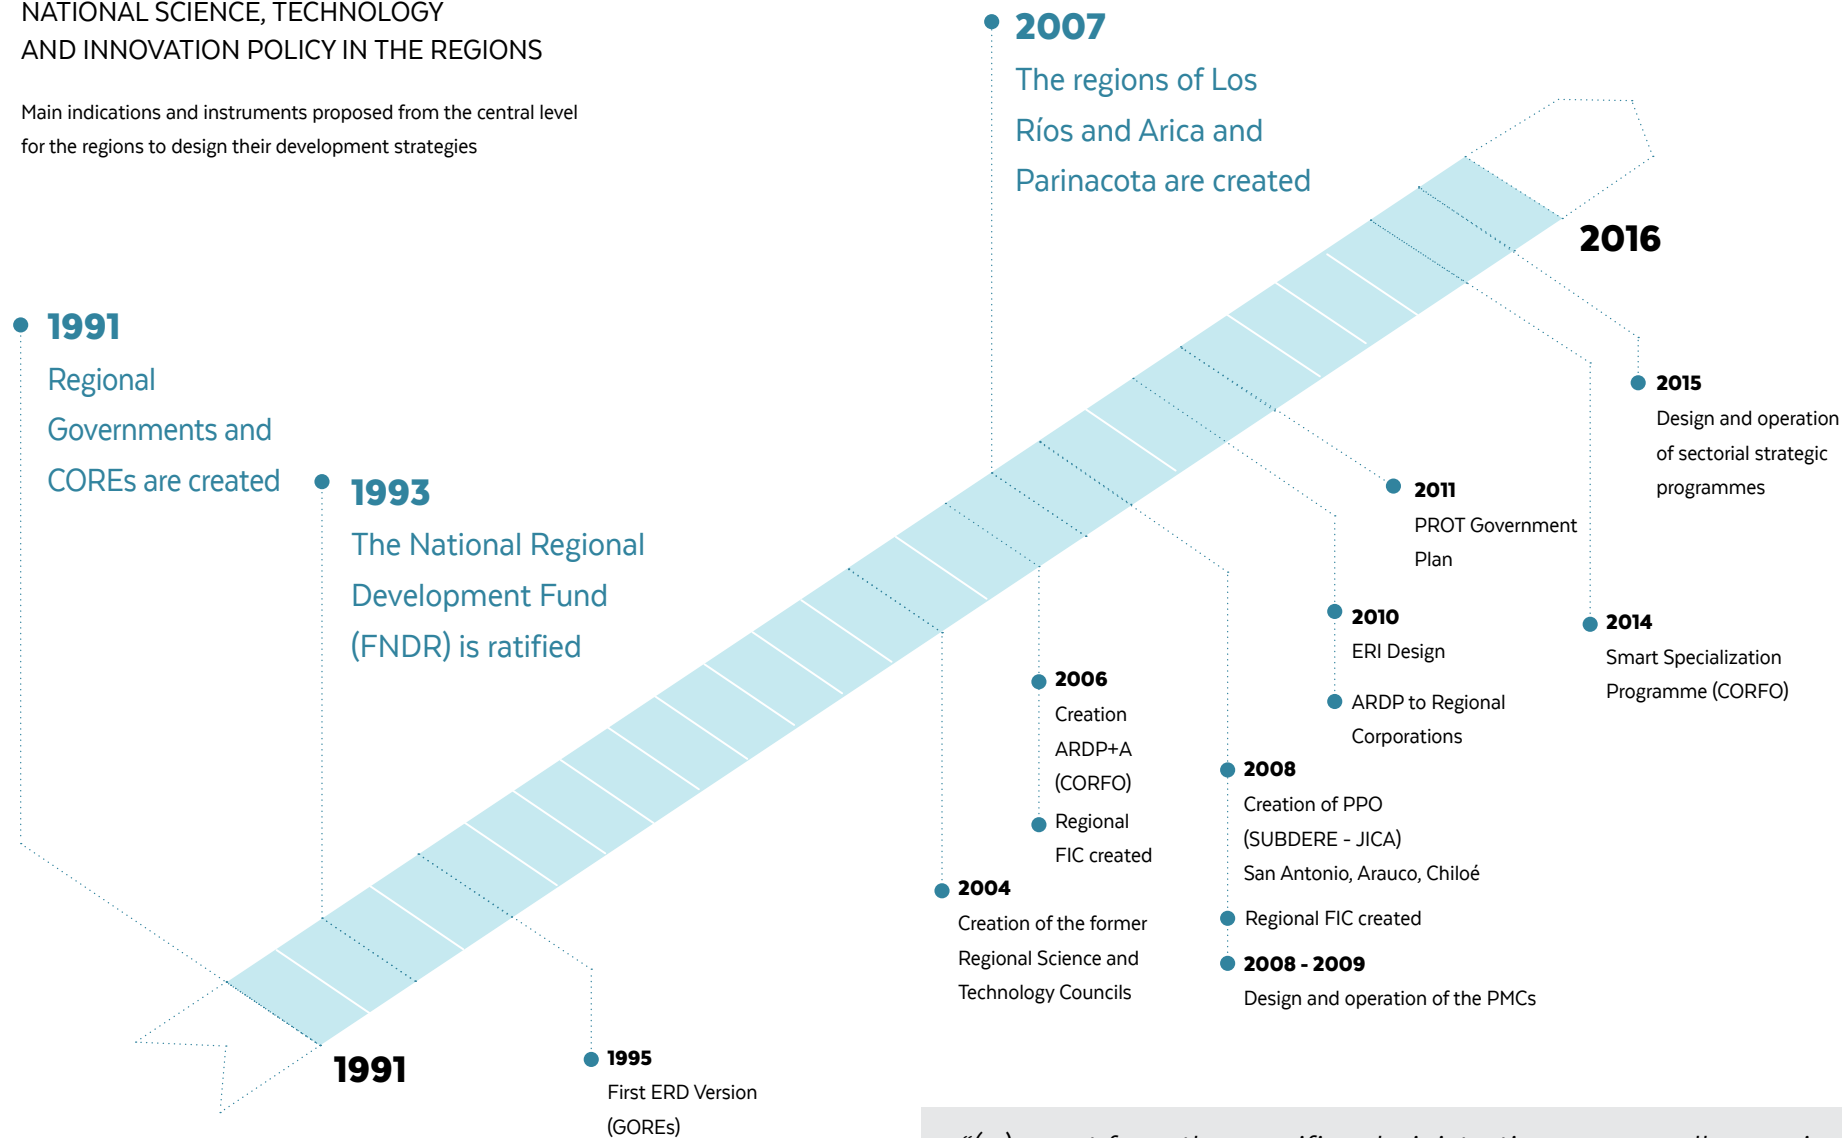 NATIONAL SCIENCE, TECHNOLOGY
AND INNOVATION POLICY IN THE REGIONS
Main indications and instruments proposed from the central level
for the regions to design their development strategies
2007
The regions of Los
Ríos and Arica and
Parinacota are created
2016
1991
Regional
Governments and
COREs are created
1993
The National Regional
Development Fund
(FNDR) is ratified
2015
Design and operation
of sectorial strategic
programmes
2011
PROT Government
Plan
2010
ERI Design
ARDP to Regional
Corporations
2014
Smart Specialization
Programme (CORFO)
2006
Creation
ARDP+A
(CORFO)
Regional
FIC created
2008
Creation of PPO
(SUBDERE - JICA)
San Antonio, Arauco, Chiloé
Regional FIC created
2008 - 2009
Design and operation of the PMCs
2004
Creation of the former
Regional Science and
Technology Councils
1991
1995
First ERD Version
(GOREs)